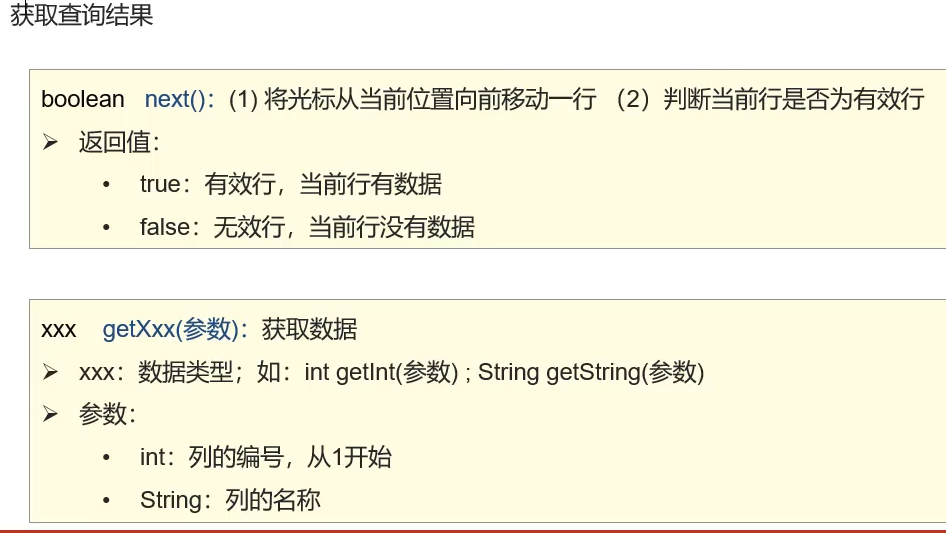 获取查询结果
boolean next()：(1) 将光标从当前位置向前移动一行 （2）判断当前行是否为有效行
➢ 返回值：
• true：有效行，当前行有数据
• false：无效行，当前行没有数据
xxx getXxx(参数)：获取数据
➢ xxx：数据类型；如：int getInt(参数) ; String getString(参数)
➢ 参数：
• int：列的编号，从1开始
• String：列的名称